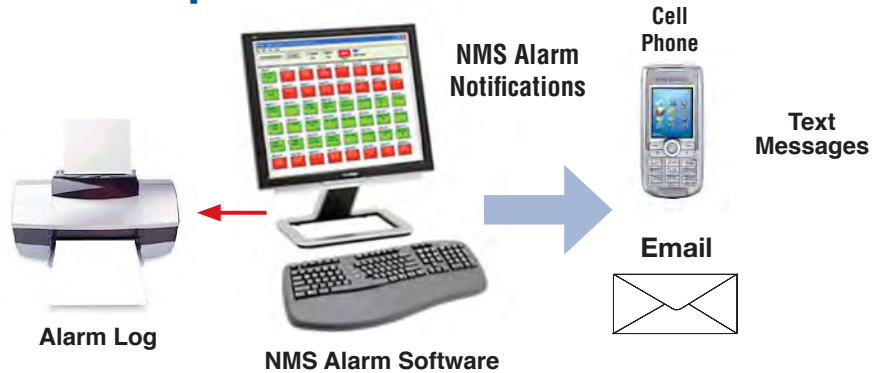 Cell
Phone
NMS Alarm
Notifications
Text
Messages
Email
Alarm Log
NMS Alarm Software